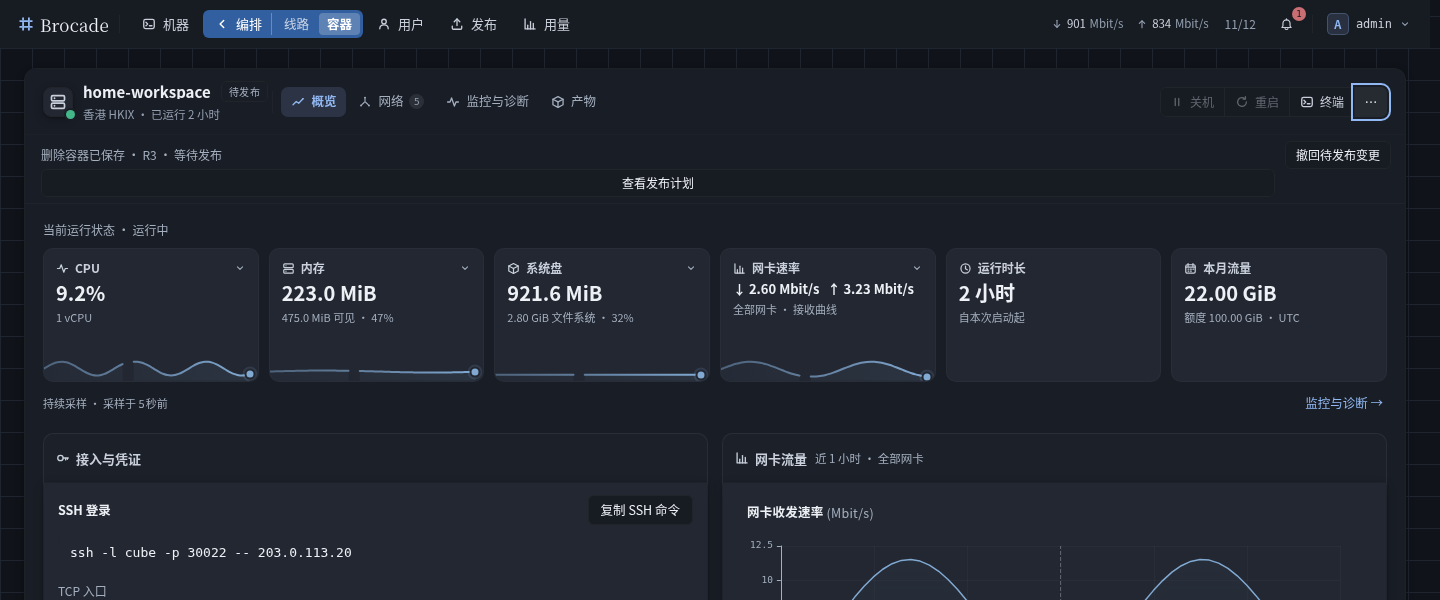 Brocade 机器 编排 线路 容器 用户 发布 用量 ↓ 901 Mbit/s ↑ 834 Mbit/s 11/12 1 A admin
home-workspace 待发布
香港 HKIX • 已运行 2 小时
概览 网络 5 监控与诊断 产物 关机 重启 终端 ···
删除容器已保存 • R3 • 等待发布 撤回待发布变更
查看发布计划
当前运行状态 • 运行中
CPU
9.2%
1 vCPU
内存
223.0 MiB
475.0 MiB 可见 • 47%
系统盘
921.6 MiB
2.80 GiB 文件系统 • 32%
网卡速率
↓ 2.60 Mbit/s ↑ 3.23 Mbit/s
全部网卡 • 接收曲线
运行时长
2 小时
自本次启动起
本月流量
22.00 GiB
额度 100.00 GiB • UTC
持续采样 • 采样于 5 秒前 监控与诊断 →
接入与凭证
SSH 登录 复制 SSH 命令
ssh -l cube -p 30022 -- 203.0.113.20
TCP 入口
网卡流量 近 1 小时 • 全部网卡
网卡收发速率 (Mbit/s)
12.5
10